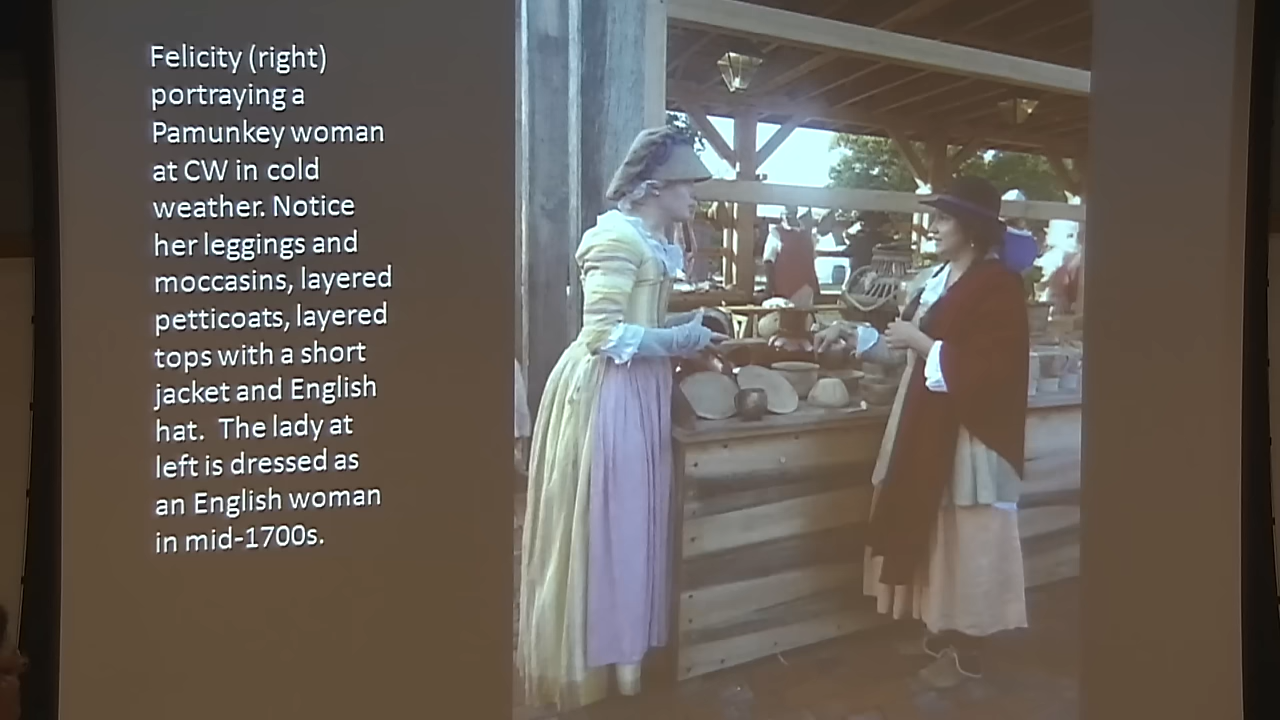 Felicity (right)
portraying a
Pamunkey woman
at CW in cold
weather. Notice
her leggings and
moccasins, layered
petticoats, layered
tops with a short
jacket and English
hat.  The lady at
left is dressed as
an English woman
in mid-1700s.